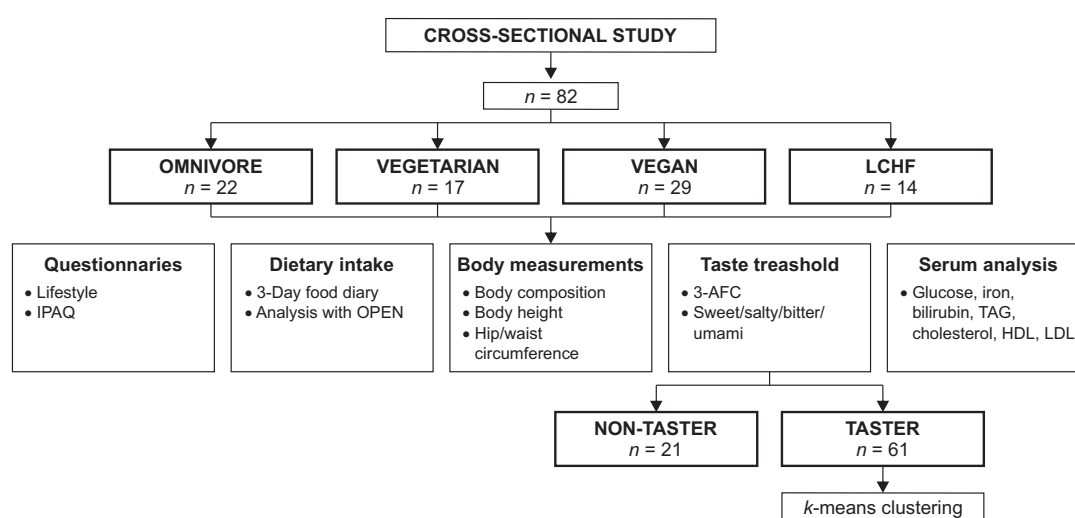 CROSS-SECTIONAL STUDY
n = 82
OMNIVORE
n = 22
VEGETARIAN
n = 17
VEGAN
n = 29
LCHF
n = 14
Questionnaries
• Lifestyle
• IPAQ
Dietary intake
• 3-Day food diary
• Analysis with OPEN
Body measurements
• Body composition
• Body height
• Hip/waist
circumference
Taste treashold
• 3-AFC
• Sweet/salty/bitter/
umami
Serum analysis
• Glucose, iron,
bilirubin, TAG,
cholesterol, HDL, LDL
NON-TASTER
n = 21
TASTER
n = 61
k-means clustering